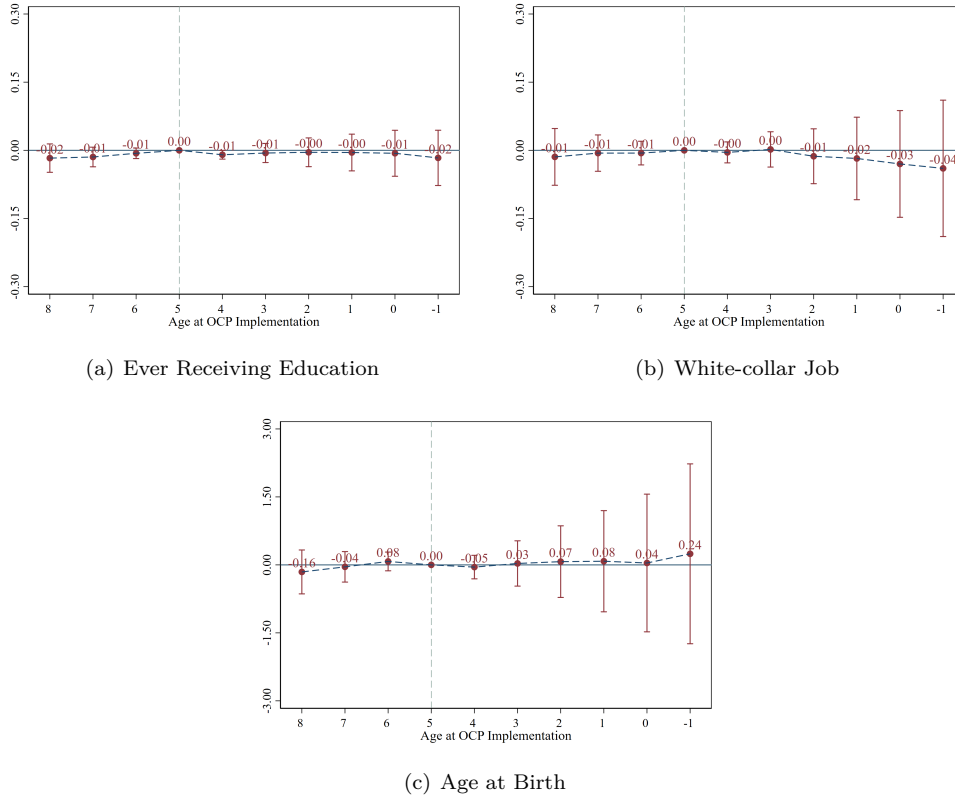 0.30
0.15
0.00
-0.15
-0.30
-0.02 -0.01 -0.01 0.00 -0.01 -0.01 -0.00 -0.00 -0.01 -0.02
8 7 6 5 4 3 2 1 0 -1
Age at OCP Implementation
(a) Ever Receiving Education
0.30
0.15
0.00
-0.15
-0.30
-0.01 -0.01 -0.01 0.00 -0.00 0.00 -0.01 -0.02 -0.03 -0.04
8 7 6 5 4 3 2 1 0 -1
Age at OCP Implementation
(b) White-collar Job
3.00
1.50
0.00
-1.50
-3.00
-0.16 -0.04 0.08 0.00 -0.05 0.03 0.07 0.08 0.04 0.24
8 7 6 5 4 3 2 1 0 -1
Age at OCP Implementation
(c) Age at Birth